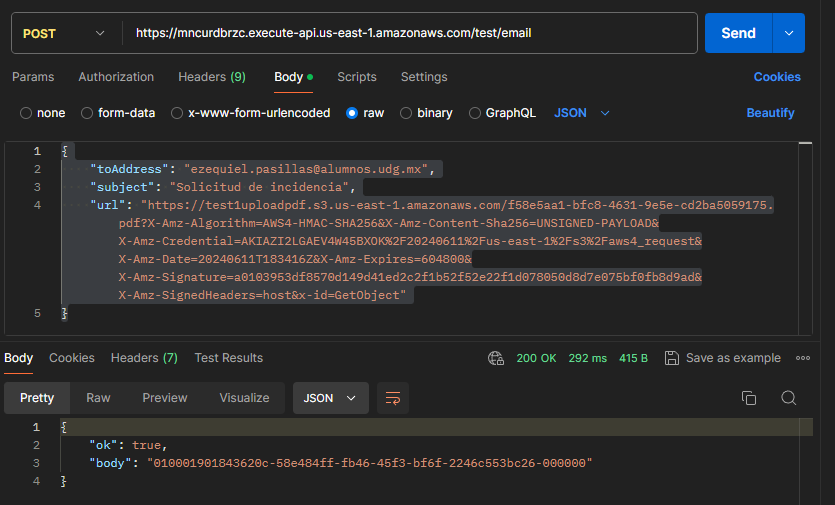 POST
https://mncurdbrzc.execute-api.us-east-1.amazonaws.com/test/email
Send
Params
Authorization
Headers (9)
Body
Scripts
Settings
Cookies
none
form-data
x-www-form-urlencoded
raw
binary
GraphQL
JSON
Beautify
1 {
2 "toAddress": "ezequiel.pasillas@alumnos.udg.mx",
3 "subject": "Solicitud de incidencia",
4 "url": "https://test1uploadpdf.s3.us-east-1.amazonaws.com/f58e5aa1-bfc8-4631-9e5e-cd2ba5059175.
pdf?X-Amz-Algorithm=AWS4-HMAC-SHA256&X-Amz-Content-Sha256=UNSIGNED-PAYLOAD&
X-Amz-Credential=AKIAZI2LGAEV4W45BXOK%2F20240611%2Fus-east-1%2Fs3%2Faws4_request&
X-Amz-Date=20240611T183416Z&X-Amz-Expires=604800&
X-Amz-Signature=a0103953df8570d149d41ed2c2f1b52f52e22f1d078050d8d7e075bf0fb8d9ad&
X-Amz-SignedHeaders=host&x-id=GetObject"
5 }
Body
Cookies
Headers (7)
Test Results
200 OK
292 ms
415 B
Save as example
Pretty
Raw
Preview
Visualize
JSON
1 {
2 "ok": true,
3 "body": "010001901843620c-58e484ff-fb46-45f3-bf6f-2246c553bc26-000000"
4 }